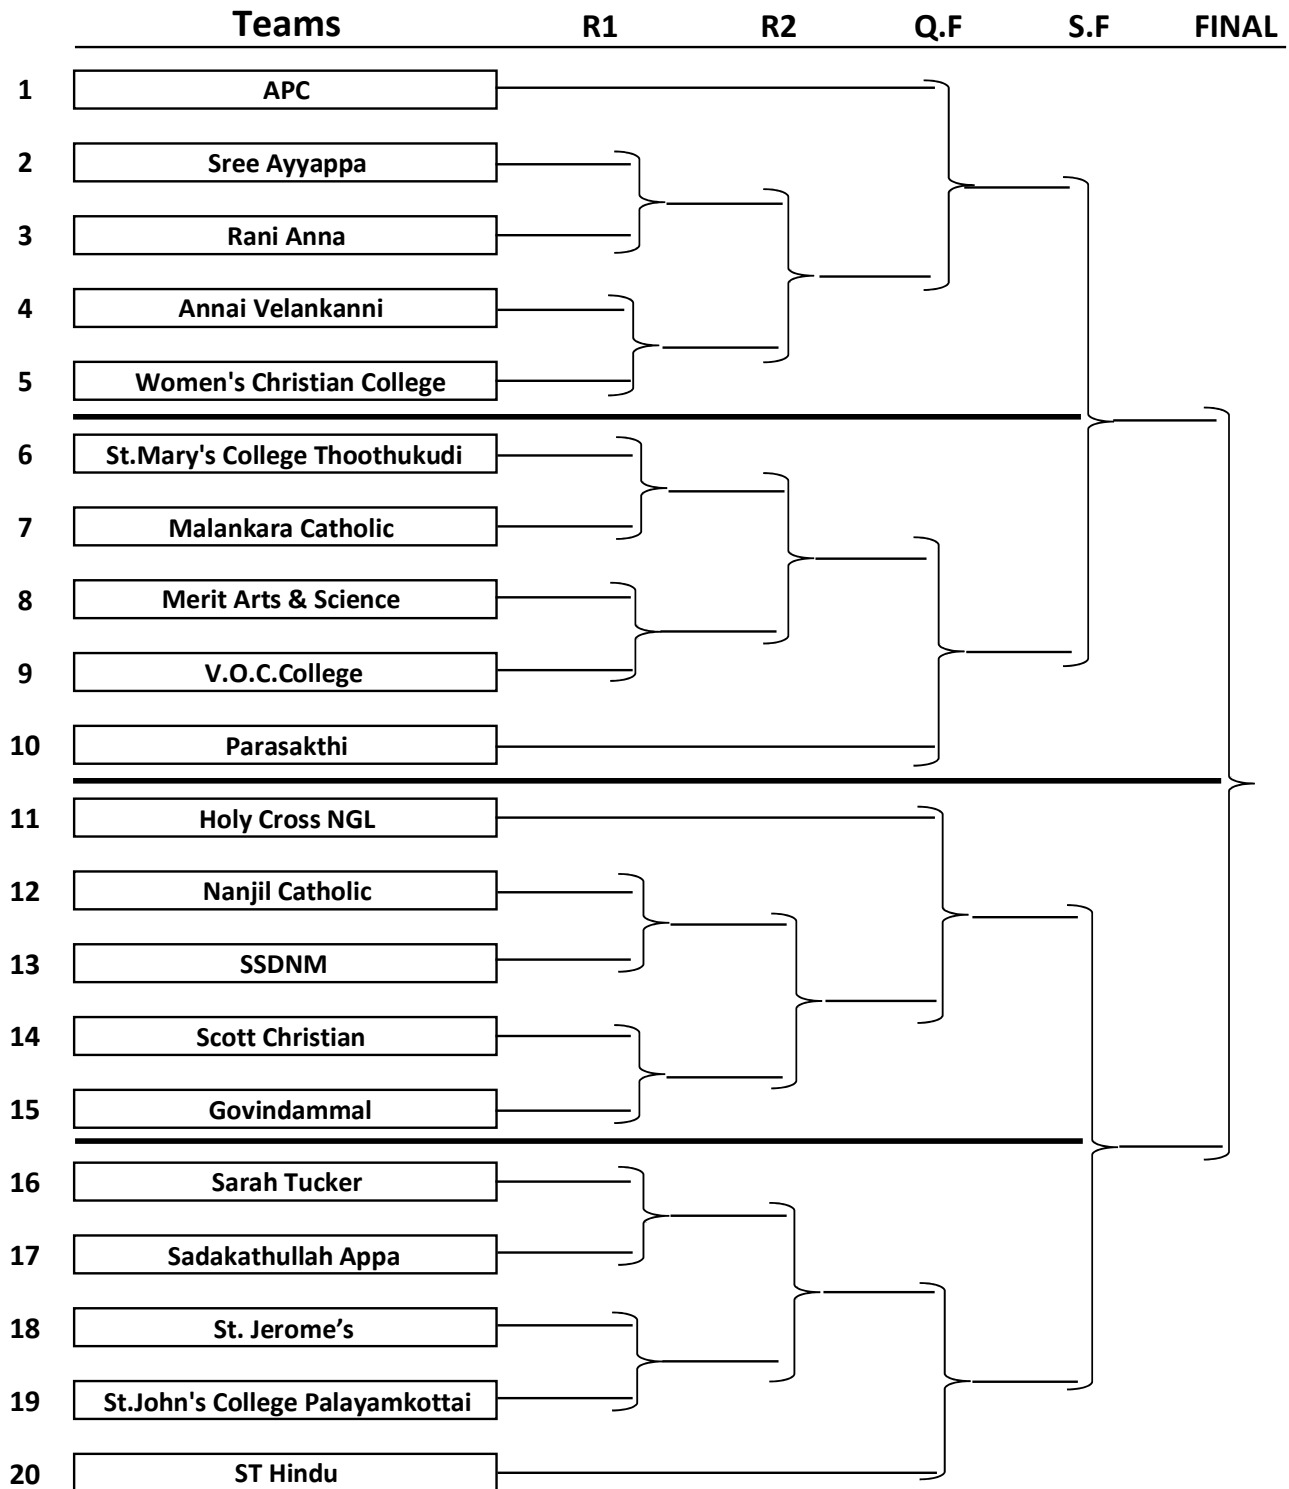 Teams R1 R2 Q.F S.F FINAL
1 APC
2 Sree Ayyappa
3 Rani Anna
4 Annai Velankanni
5 Women's Christian College
6 St.Mary's College Thoothukudi
7 Malankara Catholic
8 Merit Arts & Science
9 V.O.C.College
10 Parasakthi
11 Holy Cross NGL
12 Nanjil Catholic
13 SSDNM
14 Scott Christian
15 Govindammal
16 Sarah Tucker
17 Sadakathullah Appa
18 St. Jerome’s
19 St.John's College Palayamkottai
20 ST Hindu